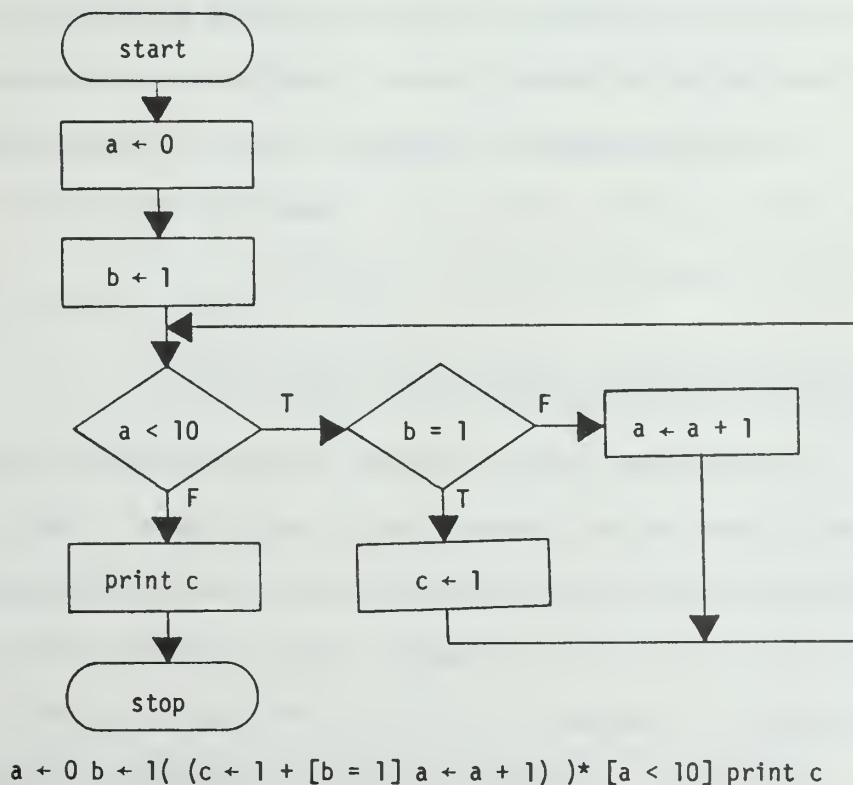 start
a ← 0
b ← 1
a < 10
T
b = 1
F
a ← a + 1
F
T
print c
c ← 1
stop
a ← 0 b ← 1( (c ← 1 + [b = 1] a ← a + 1) )* [a < 10] print c